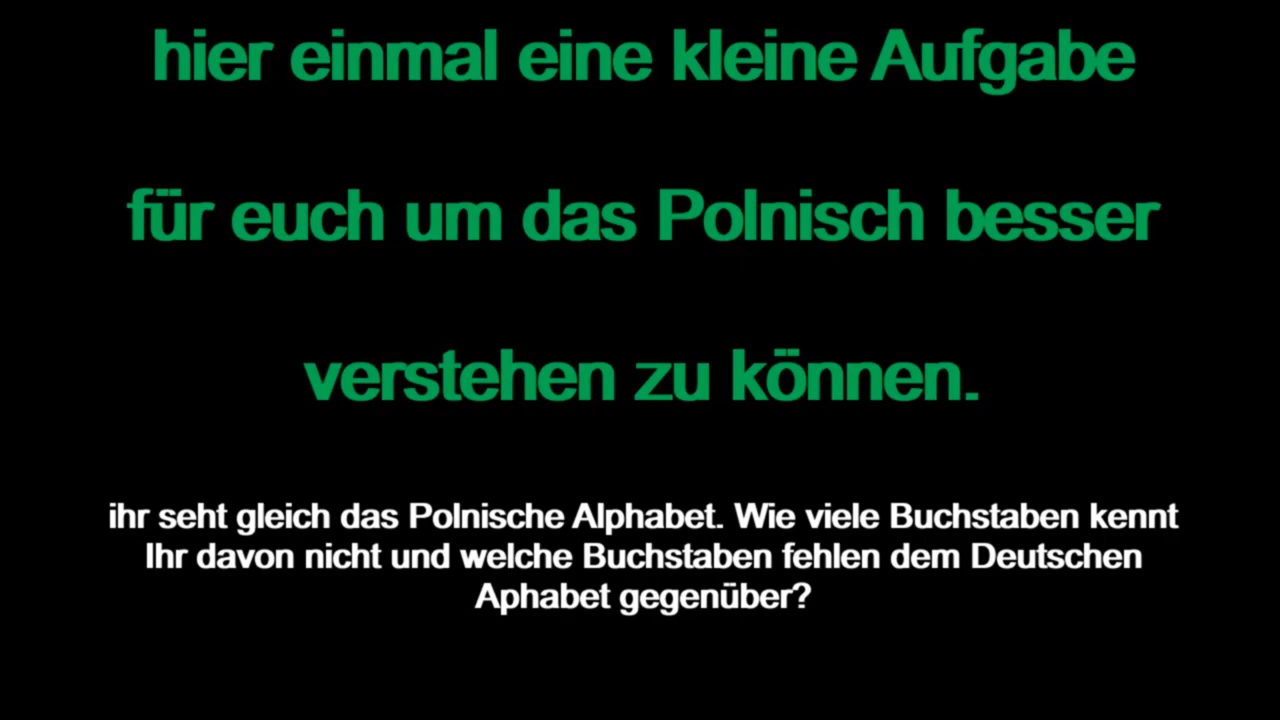 hier einmal eine kleine Aufgabe
für euch um das Polnisch besser
verstehen zu können.
ihr seht gleich das Polnische Alphabet. Wie viele Buchstaben kennt
Ihr davon nicht und welche Buchstaben fehlen dem Deutschen
Aphabet gegenüber?